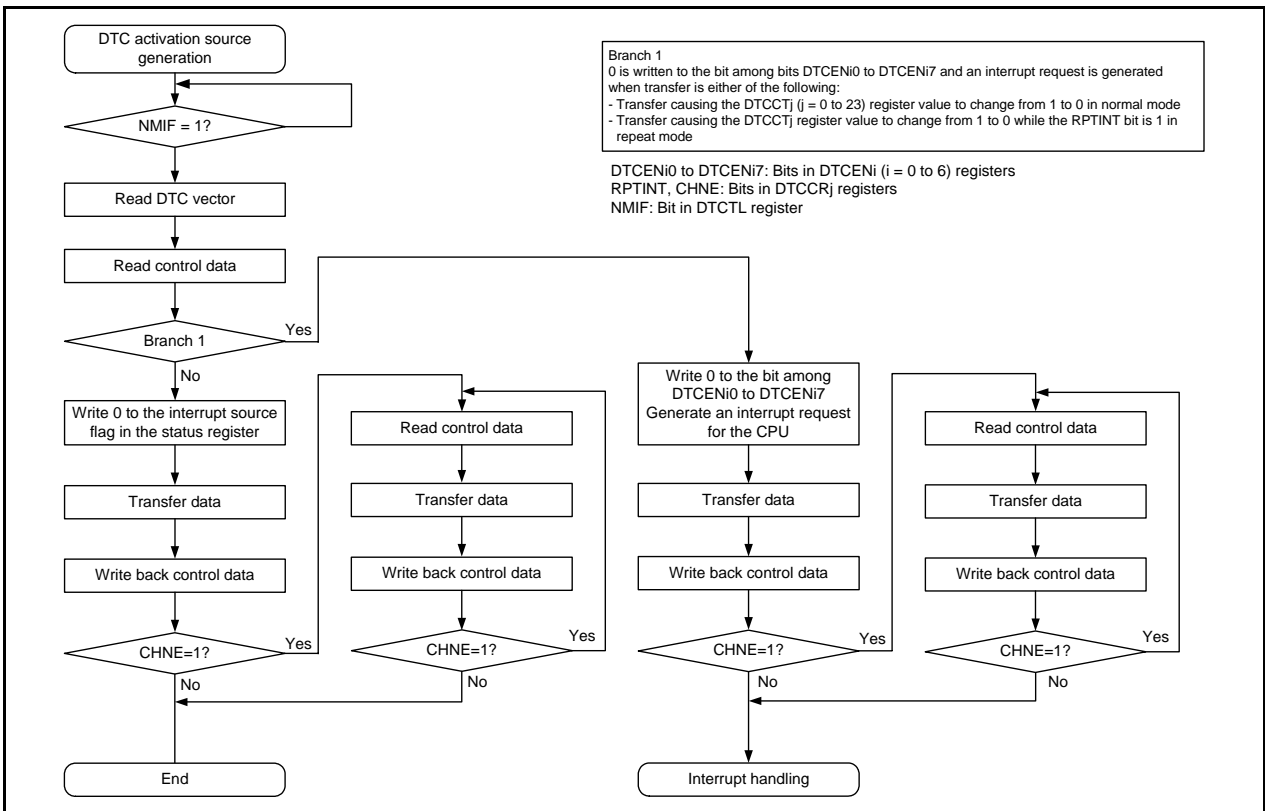 DTC activation source
generation
NMIF = 1?
Read DTC vector
Read control data
Branch 1
Yes
No
Write 0 to the interrupt source
flag in the status register
Transfer data
Write back control data
CHNE=1?
Yes
No
End
Read control data
Transfer data
Write back control data
CHNE=1?
Yes
No
Branch 1
0 is written to the bit among bits DTCENi0 to DTCENi7 and an interrupt request is generated
when transfer is either of the following:
- Transfer causing the DTCCTj (j = 0 to 23) register value to change from 1 to 0 in normal mode
- Transfer causing the DTCCTj register value to change from 1 to 0 while the RPTINT bit is 1 in
repeat mode
DTCENi0 to DTCENi7: Bits in DTCENi (i = 0 to 6) registers
RPTINT, CHNE: Bits in DTCCRj registers
NMIF: Bit in DTCTL register
Write 0 to the bit among
DTCENi0 to DTCENi7
Generate an interrupt request
for the CPU
Transfer data
Write back control data
CHNE=1?
Yes
No
Interrupt handling
Read control data
Transfer data
Write back control data
CHNE=1?
Yes
No